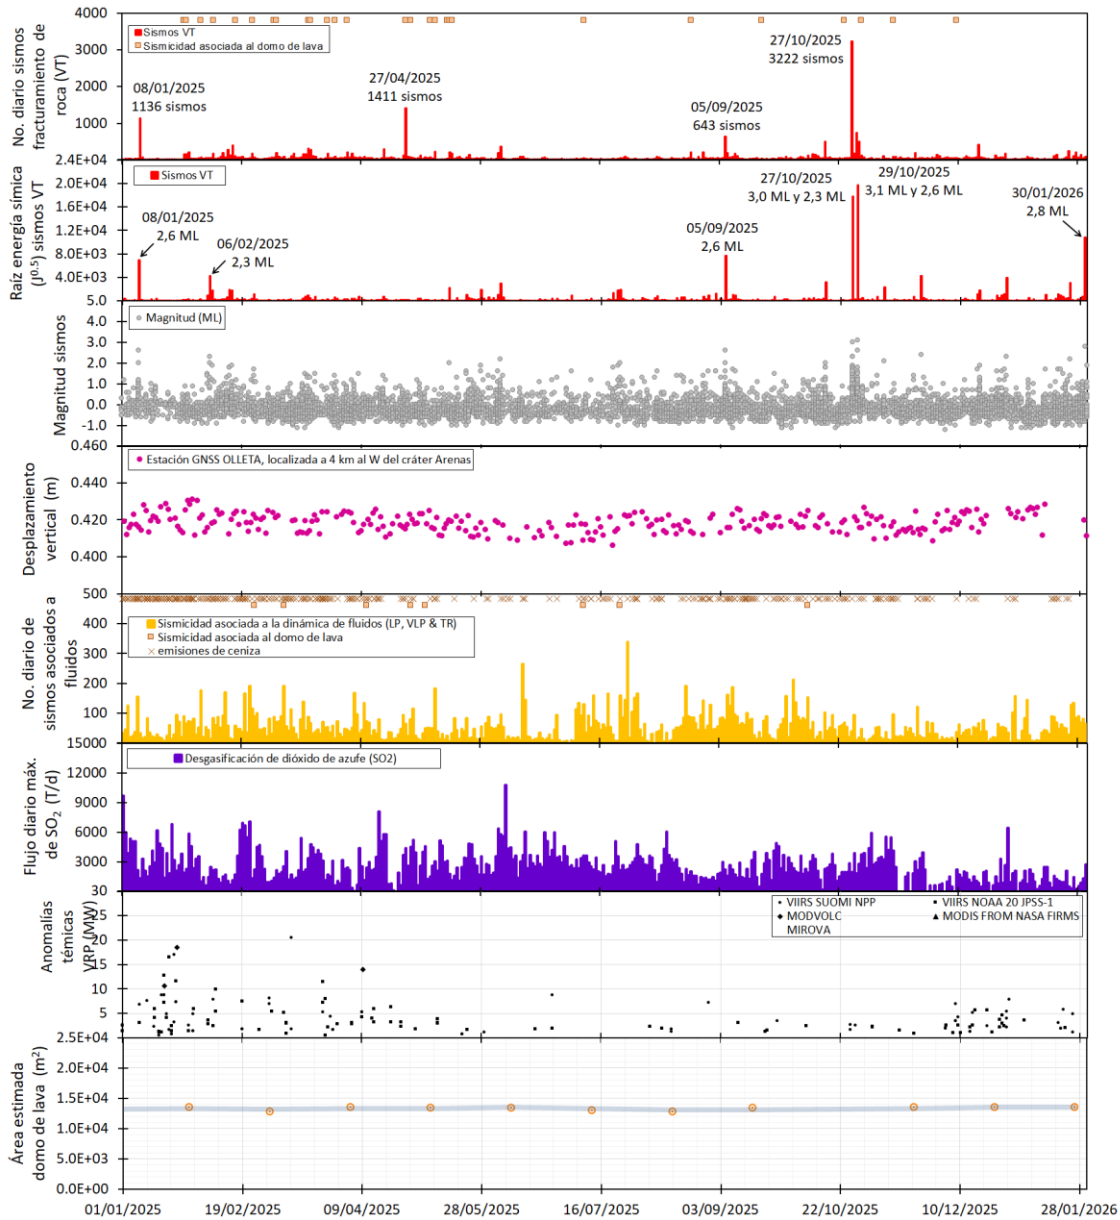 No. diario sismos
fracturamiento de
roca (VT)
4000
3000
2000
1000
Sismos VT
Sismicidad asociada al domo de lava
08/01/2025
1136 sismos
27/04/2025
1411 sismos
05/09/2025
643 sismos
27/10/2025
3222 sismos
Raíz energía símica
(J^0.5) sismos VT
2.4E+04
2.0E+04
1.6E+04
1.2E+04
8.0E+03
4.0E+03
Sismos VT
08/01/2025
2,6 ML
06/02/2025
2,3 ML
05/09/2025
2,6 ML
27/10/2025
3,0 ML y 2,3 ML
29/10/2025
3,1 ML y 2,6 ML
30/01/2026
2,8 ML
Magnitud sismos
5.0
4.0
3.0
2.0
1.0
0.0
-1.0
Magnitud (ML)
Desplazamiento
vertical (m)
0.460
0.440
0.420
0.400
Estación GNSS OLLETA, localizada a 4 km al W del cráter Arenas
No. diario de
sismos asociados a
fluidos
500
400
300
200
100
Sismicidad asociada a la dinámica de fluidos (LP, VLP & TR)
Sismicidad asociada al domo de lava
emisiones de ceniza
Flujo diario máx.
de SO₂ (T/d)
15000
12000
9000
6000
3000
30
Desgasificación de dióxido de azufe (SO2)
Anomalías
témicas
VRP (MW)
25
20
15
10
5
VIIRS SUOMI NPP
VIIRS NOAA 20 JPSS-1
MODVOLC
MODIS FROM NASA FIRMS
MIROVA
Área estimada
domo de lava (m²)
2.5E+04
2.0E+04
1.5E+04
1.0E+04
5.0E+03
0.0E+00
01/01/2025
19/02/2025
09/04/2025
28/05/2025
16/07/2025
03/09/2025
22/10/2025
10/12/2025
28/01/2026